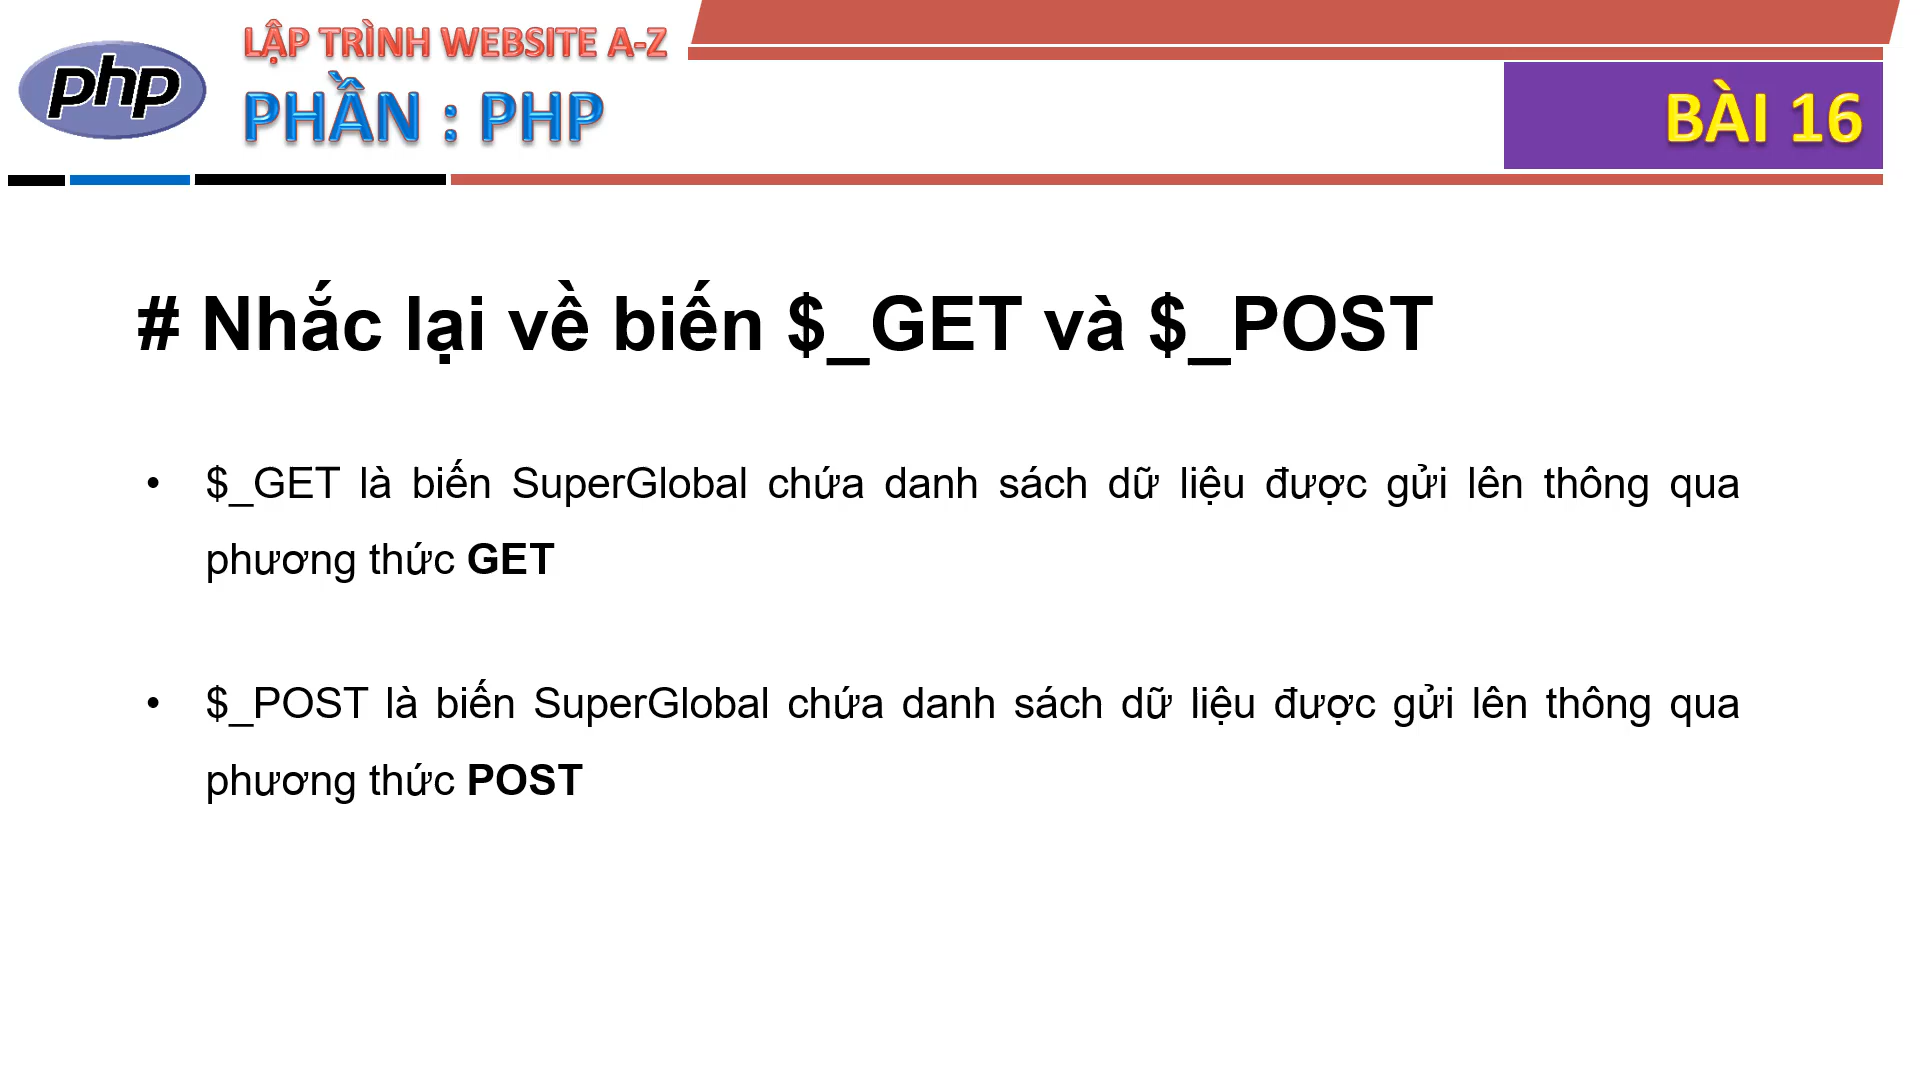 php
LẬP TRÌNH WEBSITE A-Z
PHẦN : PHP
BÀI 16
# Nhắc lại về biến $_GET và $_POST
• $_GET là biến SuperGlobal chứa danh sách dữ liệu được gửi lên thông qua
phương thức GET
• $_POST là biến SuperGlobal chứa danh sách dữ liệu được gửi lên thông qua
phương thức POST